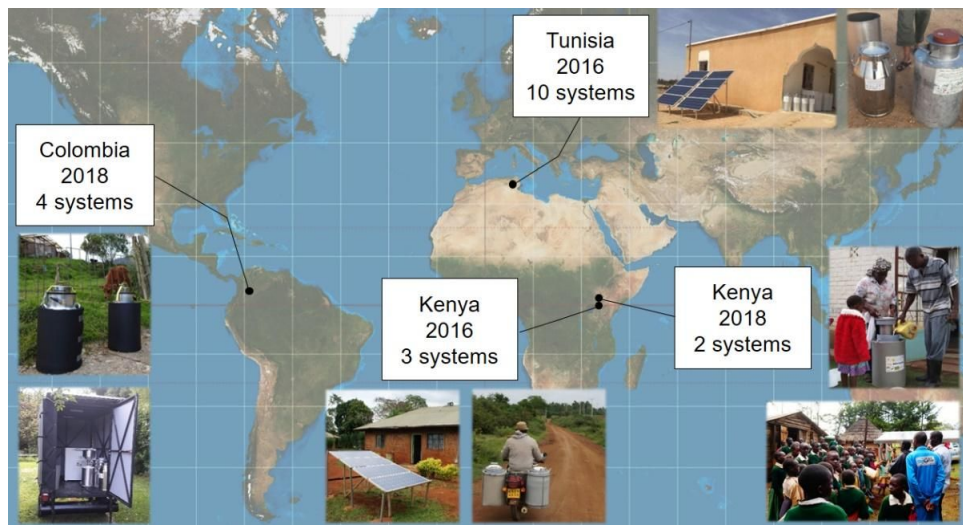 Tunisia
2016
10 systems
Colombia
2018
4 systems
Kenya
2016
3 systems
Kenya
2018
2 systems